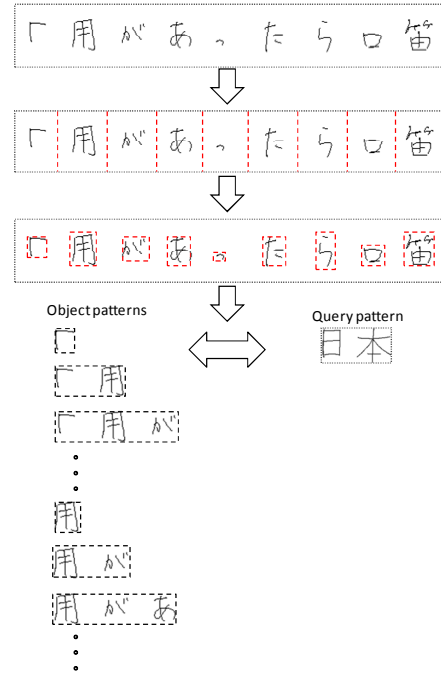 「用があったら口笛
「用があったら口笛
「用があったら口笛
Object patterns Query pattern
「 日本
「用
「用が
用
用が
用があ